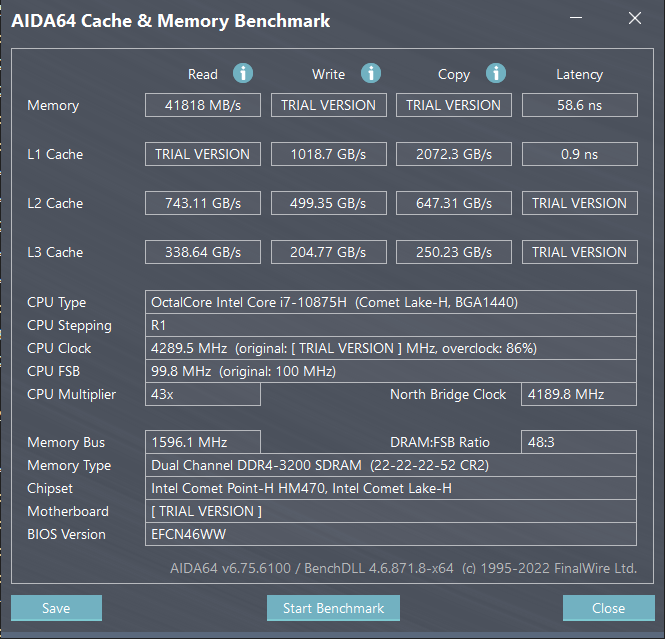 AIDA64 Cache & Memory Benchmark
Read Write Copy Latency
Memory 41818 MB/s TRIAL VERSION TRIAL VERSION 58.6 ns
L1 Cache TRIAL VERSION 1018.7 GB/s 2072.3 GB/s 0.9 ns
L2 Cache 743.11 GB/s 499.35 GB/s 647.31 GB/s TRIAL VERSION
L3 Cache 338.64 GB/s 204.77 GB/s 250.23 GB/s TRIAL VERSION
CPU Type OctalCore Intel Core i7-10875H (Comet Lake-H, BGA1440)
CPU Stepping R1
CPU Clock 4289.5 MHz (original: [ TRIAL VERSION ] MHz, overclock: 86%)
CPU FSB 99.8 MHz (original: 100 MHz)
CPU Multiplier 43x North Bridge Clock 4189.8 MHz
Memory Bus 1596.1 MHz DRAM:FSB Ratio 48:3
Memory Type Dual Channel DDR4-3200 SDRAM (22-22-22-52 CR2)
Chipset Intel Comet Point-H HM470, Intel Comet Lake-H
Motherboard [ TRIAL VERSION ]
BIOS Version EFCN46WW
AIDA64 v6.75.6100 / BenchDLL 4.6.871.8-x64 (c) 1995-2022 FinalWire Ltd.
Save Start Benchmark Close